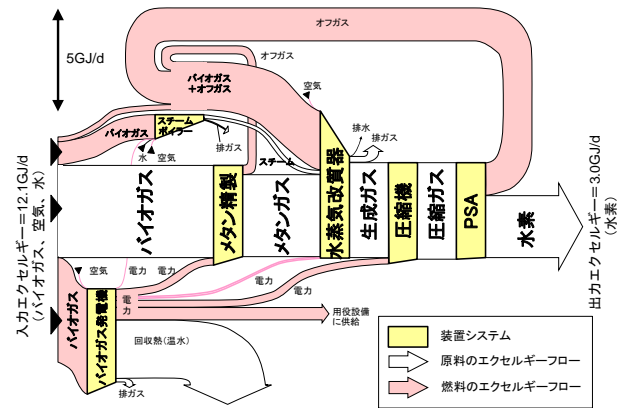 オフガス
5GJ/d
オフガス
バイオガス
+オフガス
空気
スチーム
ボイラー
バイオガス
排ガス
排水
排ガス
水
空気
スチーム
入力エクセルギー=12.1GJ/d
(バイオガス、空気、水)
バイオガス
メタン精製
メタンガス
水蒸気改質器
生成ガス
圧縮機
圧縮ガス
PSA
水素
出力エクセルギー=3.0GJ/d
(水素)
空気
電力
電力
電力
電力
電
力
電力
バイオガス
バイオガス発電機
用役設備
に供給
回収熱(温水)
排ガス
装置システム
原料のエクセルギーフロー
燃料のエクセルギーフロー